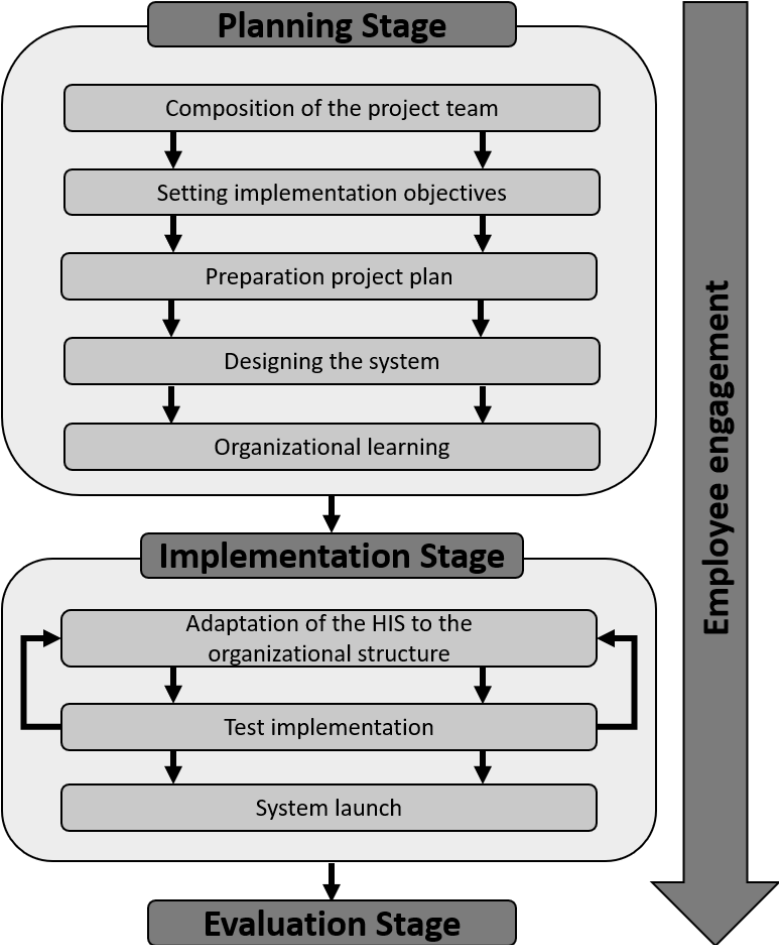 Planning Stage
Composition of the project team
Setting implementation objectives
Preparation project plan
Designing the system
Organizational learning
Implementation Stage
Adaptation of the HIS to the
organizational structure
Test implementation
System launch
Evaluation Stage
Employee engagement